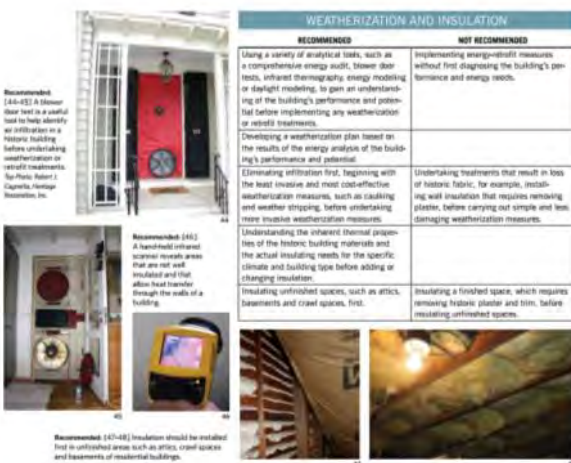 Recommended:
[44-45] A blower
door test is a useful
tool to help identify
air infiltration in a
historic building
before undertaking
weatherization or
retrofit treatments.
Top Photo: Robert J.
Cagnetta, Heritage
Restoration, Inc.
44
Recommended: [46]
A hand-held infrared
scanner reveals areas
that are not well
insulated and that
allow heat transfer
through the walls of a
building.
45
46
Recommended: [47-48] Insulation should be installed
first in unfinished areas such as attics, crawl spaces
and basements of residential buildings.
WEATHERIZATION AND INSULATION
RECOMMENDED
NOT RECOMMENDED
Using a variety of analytical tools, such as
a comprehensive energy audit, blower door
tests, infrared thermography, energy modeling
or daylight modeling, to gain an understand-
ing of the building's performance and poten-
tial before implementing any weatherization
or retrofit treatments.
Implementing energy-retrofit measures
without first diagnosing the building's per-
formance and energy needs.
Developing a weatherization plan based on
the results of the energy analysis of the build-
ing's performance and potential.
Eliminating infiltration first, beginning with
the least invasive and most cost-effective
weatherization measures, such as caulking
and weather stripping, before undertaking
more invasive weatherization measures.
Undertaking treatments that result in loss
of historic fabric, for example, install-
ing wall insulation that requires removing
plaster, before carrying out simple and less
damaging weatherization measures.
Understanding the inherent thermal proper-
ties of the historic building materials and
the actual insulating needs for the specific
climate and building type before adding or
changing insulation.
Insulating unfinished spaces, such as attics,
basements and crawl spaces, first.
Insulating a finished space, which requires
removing historic plaster and trim, before
insulating unfinished spaces.